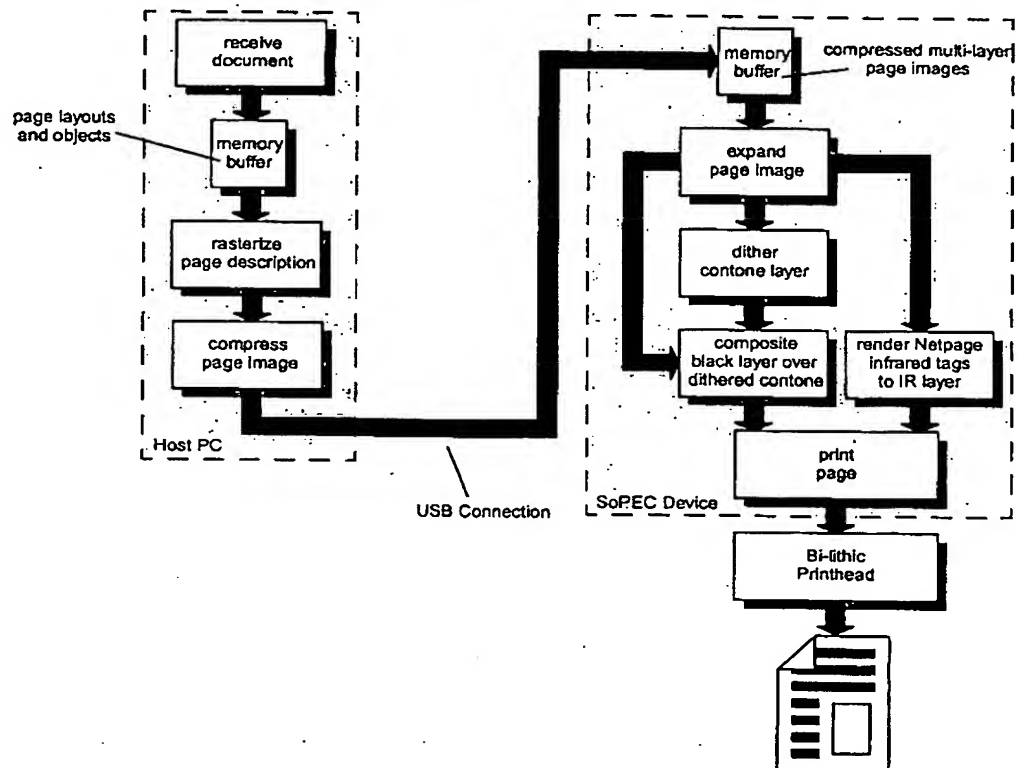 receive
document
page layouts
and objects
memory
buffer
rasterize
page description
compress
page image
Host PC
USB Connection
memory
buffer
compressed multi-layer
page images
expand
page image
dither
contone layer
composite
black layer over
dithered contone
render Netpage
infrared tags
to IR layer
print
page
SoPEC Device
Bi-lithic
Printhead